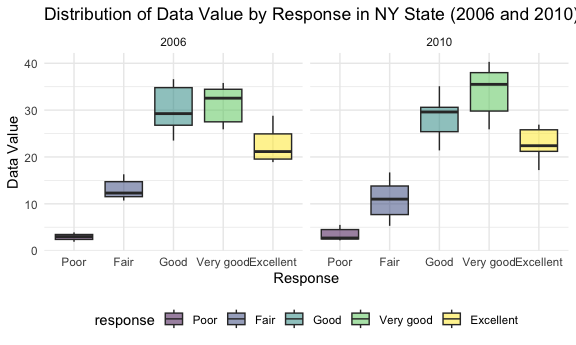 Distribution of Data Value by Response in NY State (2006 and 2010)
2006 2010
40
30
20
10
0
Data Value
Poor Fair Good Very good Excellent Poor Fair Good Very good Excellent
Response
response Poor Fair Good Very good Excellent